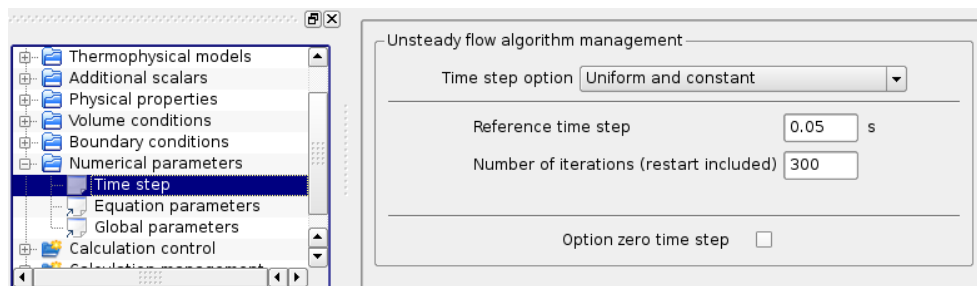 Thermophysical models
Additional scalars
Physical properties
Volume conditions
Boundary conditions
Numerical parameters
Time step
Equation parameters
Global parameters
Calculation control
Calculation management
Unsteady flow algorithm management
Time step option Uniform and constant
Reference time step 0.05 s
Number of iterations (restart included) 300
Option zero time step